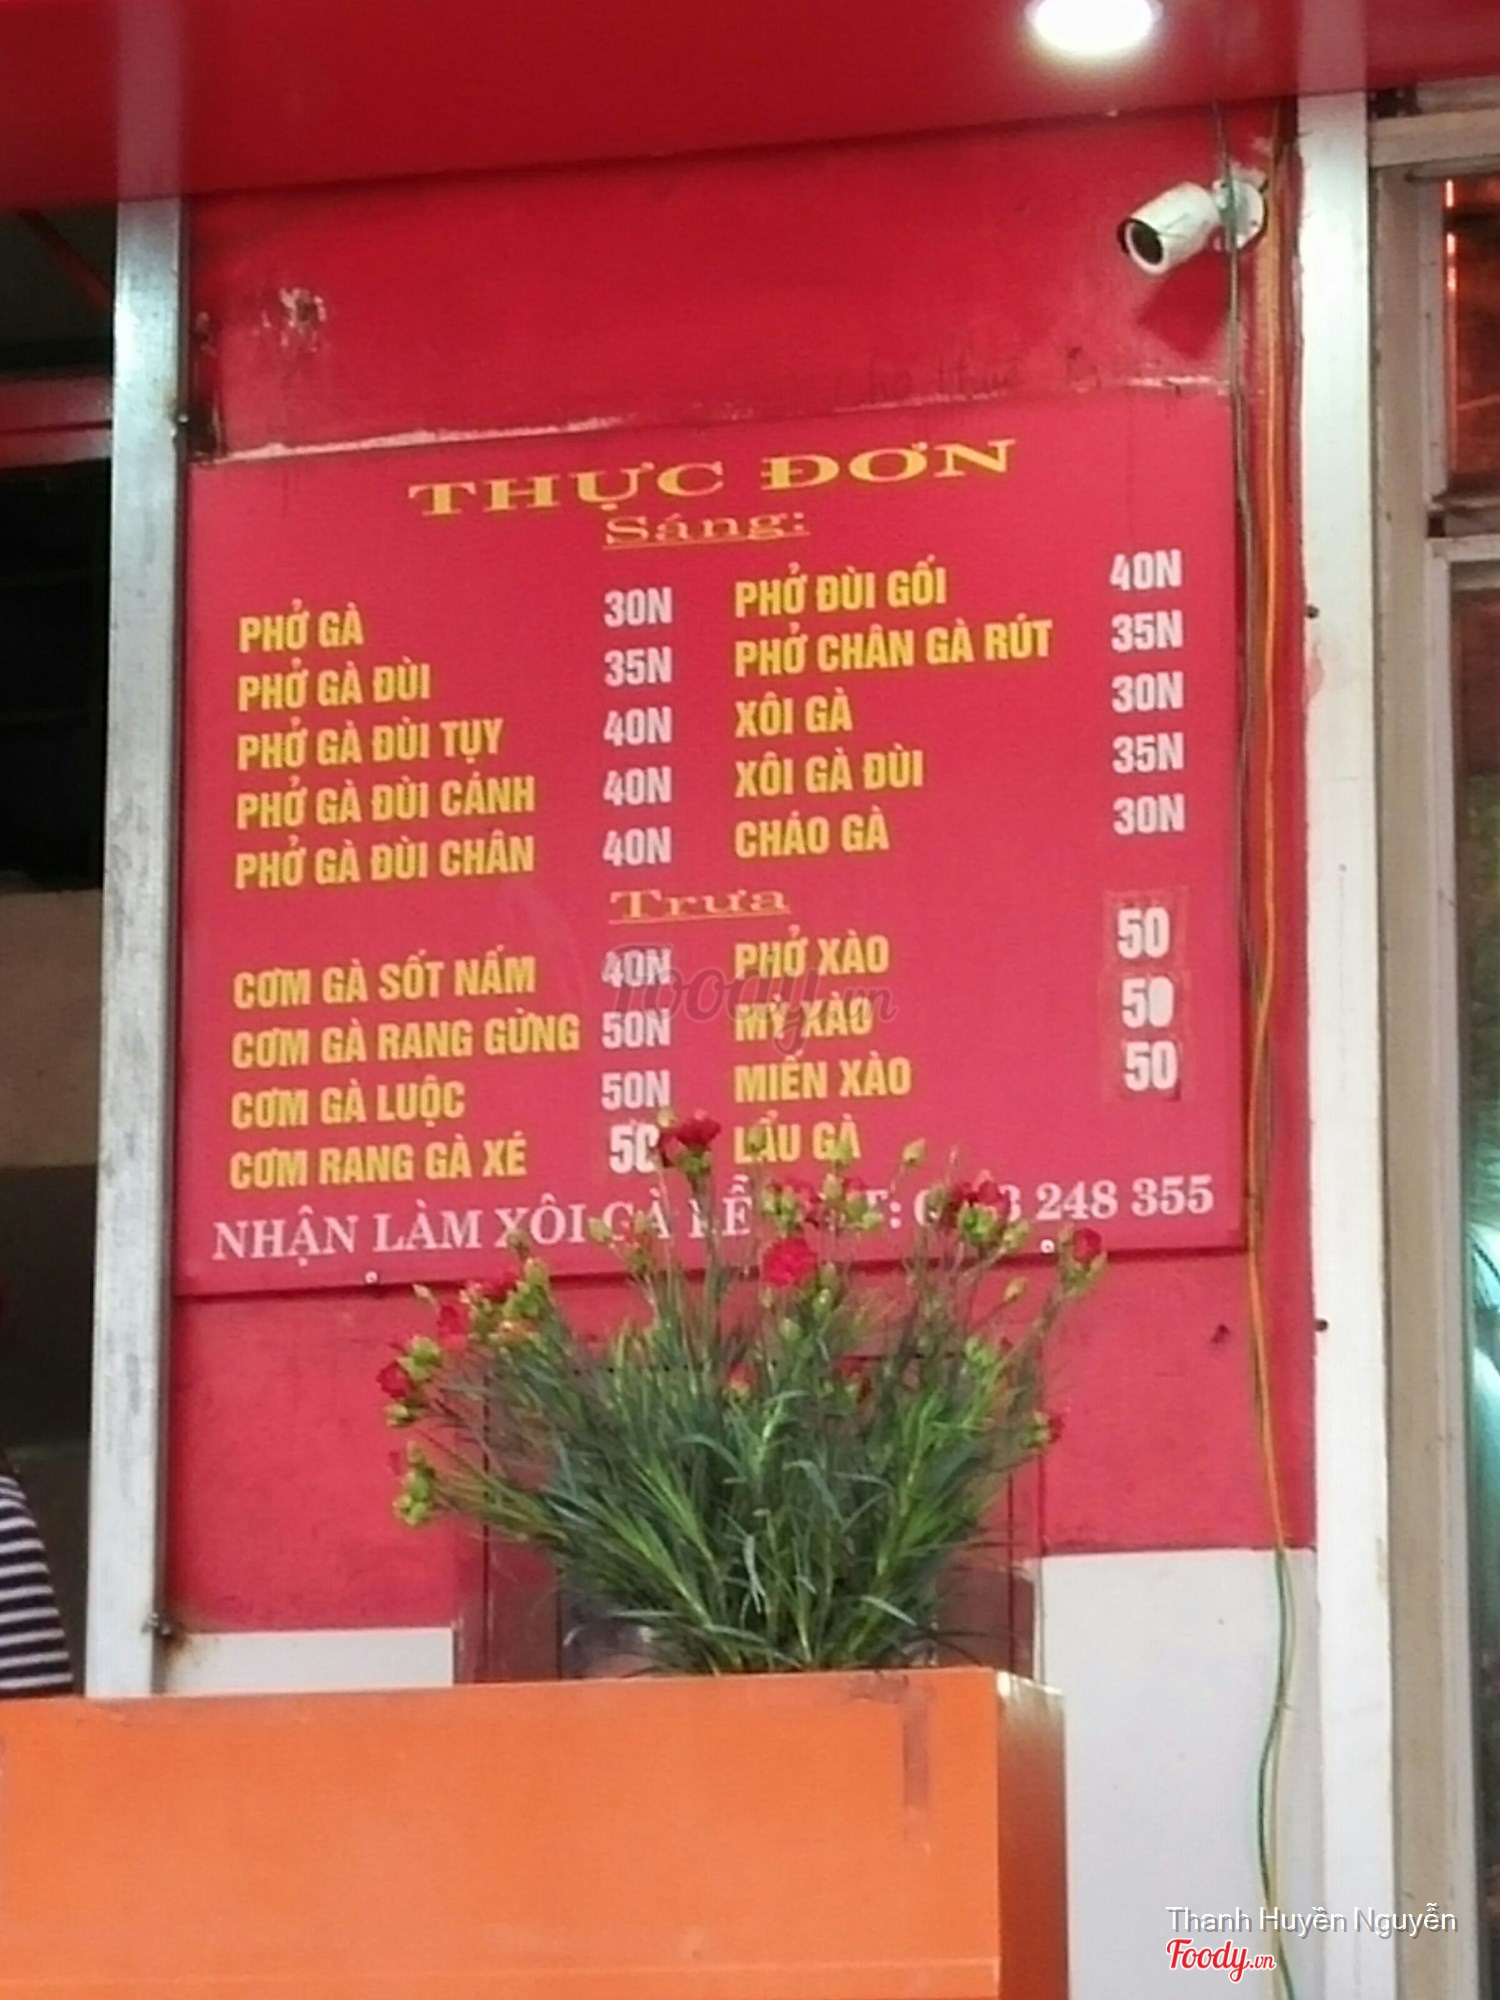 THỰC ĐƠN
Sáng:
PHỞ GÀ 30N PHỞ ĐÙI GỐI 40N
PHỞ GÀ ĐÙI 35N PHỞ CHÂN GÀ RÚT 35N
PHỞ GÀ ĐÙI TỤY 40N XÔI GÀ 30N
PHỞ GÀ ĐÙI CÁNH 40N XÔI GÀ ĐÙI 35N
PHỞ GÀ ĐÙI CHÂN 40N CHÁO GÀ 30N
Trưa
CƠM GÀ SỐT NẤM 40N PHỞ XÀO 50
CƠM GÀ RANG GỪNG 50N MỲ XÀO 50
CƠM GÀ LUỘC 50N MIẾN XÀO 50
CƠM RANG GÀ XÉ 50 LẨU GÀ
NHẬN LÀM XÔI GÀ 248 355
Foody.vn
Thanh Huyền Nguyễn
Foody.vn